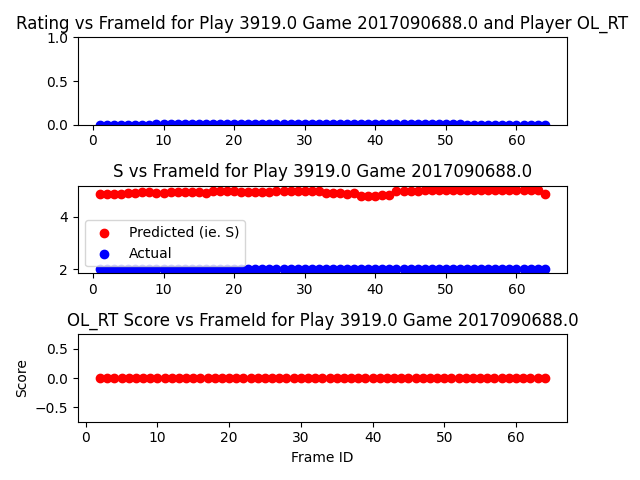 Rating vs FrameId for Play 3919.0 Game 2017090688.0 and Player OL_RT
1.0
0.5
0.0
0 10 20 30 40 50 60
S vs FrameId for Play 3919.0 Game 2017090688.0
4
2
Predicted (ie. S)
Actual
0 10 20 30 40 50 60
OL_RT Score vs FrameId for Play 3919.0 Game 2017090688.0
Score
0.5
0.0
−0.5
0 10 20 30 40 50 60
Frame ID